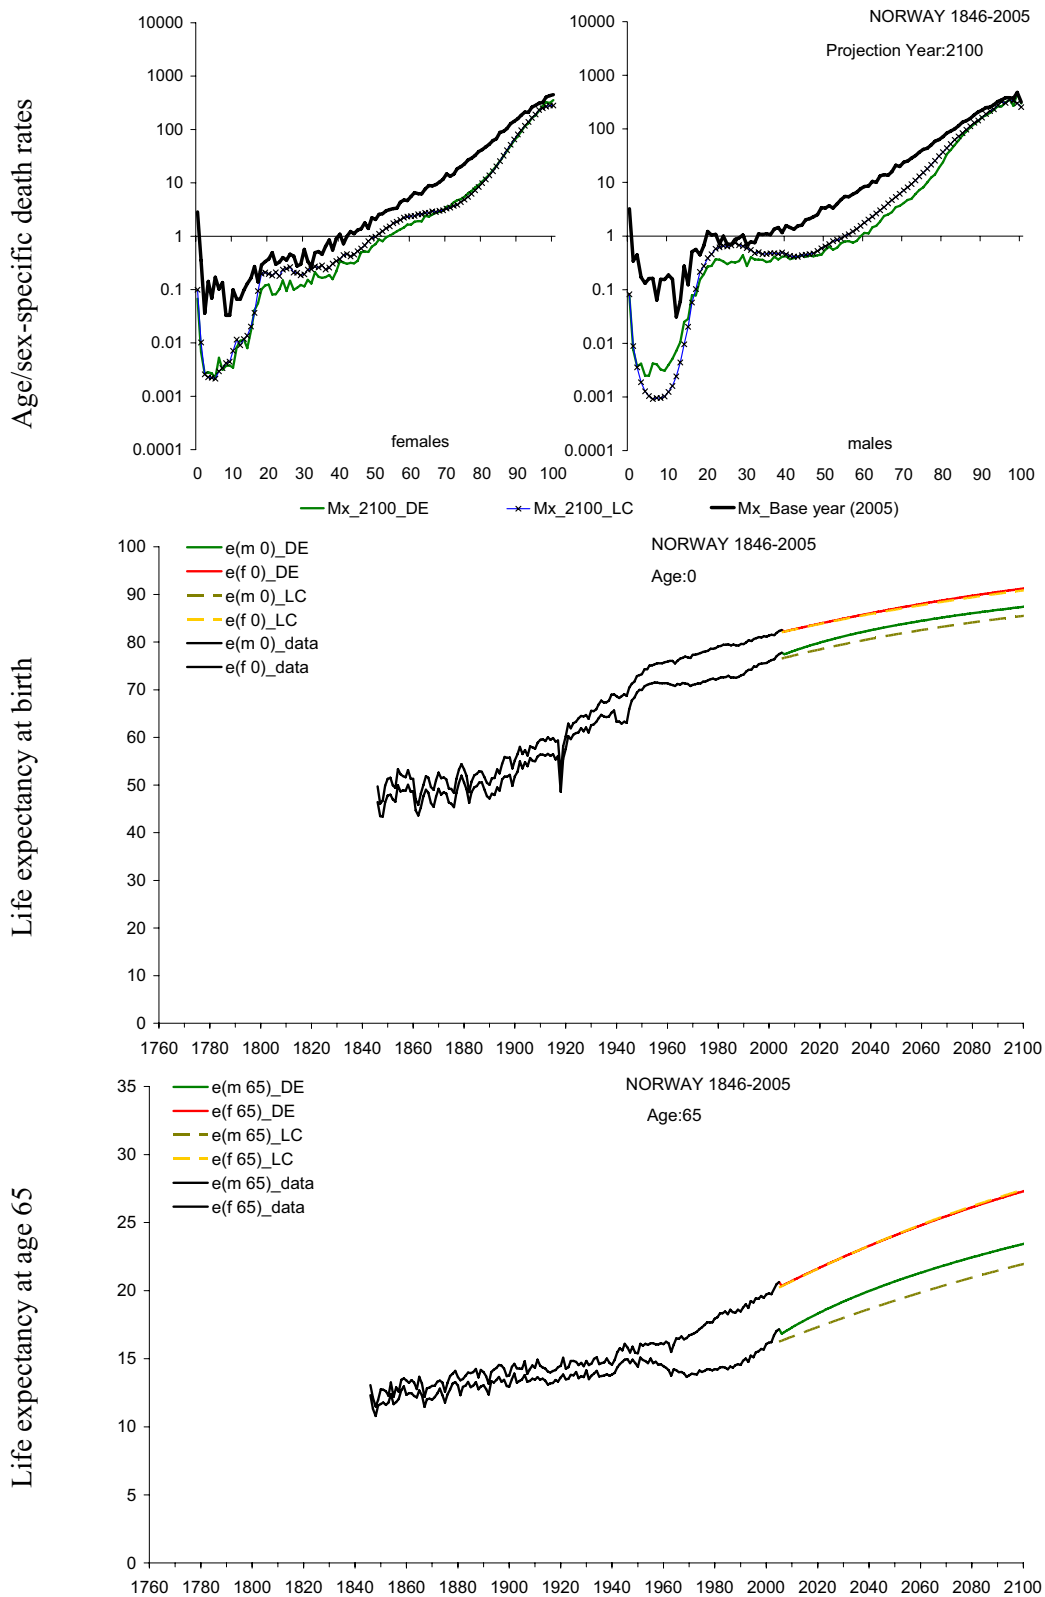 NORWAY 1846-2005
Projection Year:2100
Age/sex-specific death rates
10000
1000
100
10
1
0.1
0.01
0.001
0.0001
females
0 10 20 30 40 50 60 70 80 90 100
10000
1000
100
10
1
0.1
0.01
0.001
0.0001
males
0 10 20 30 40 50 60 70 80 90 100
Mx_2100_DE Mx_2100_LC Mx_Base year (2005)
Life expectancy at birth
NORWAY 1846-2005
Age:0
e(m 0)_DE
e(f 0)_DE
e(m 0)_LC
e(f 0)_LC
e(m 0)_data
e(f 0)_data
100
90
80
70
60
50
40
30
20
10
0
1760 1780 1800 1820 1840 1860 1880 1900 1920 1940 1960 1980 2000 2020 2040 2060 2080 2100
Life expectancy at age 65
NORWAY 1846-2005
Age:65
e(m 65)_DE
e(f 65)_DE
e(m 65)_LC
e(f 65)_LC
e(m 65)_data
e(f 65)_data
35
30
25
20
15
10
5
0
1760 1780 1800 1820 1840 1860 1880 1900 1920 1940 1960 1980 2000 2020 2040 2060 2080 2100